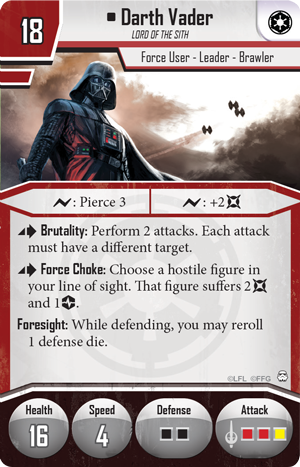 18
Darth Vader
LORD OF THE SITH
Force User - Leader - Brawler
: Pierce 3
: +2
Brutality: Perform 2 attacks. Each attack
must have a different target.
Force Choke: Choose a hostile figure in
your line of sight. That figure suffers 2
and 1 .
Foresight: While defending, you may reroll
1 defense die.
©LFL ©FFG
Health Speed Defense Attack
16 4